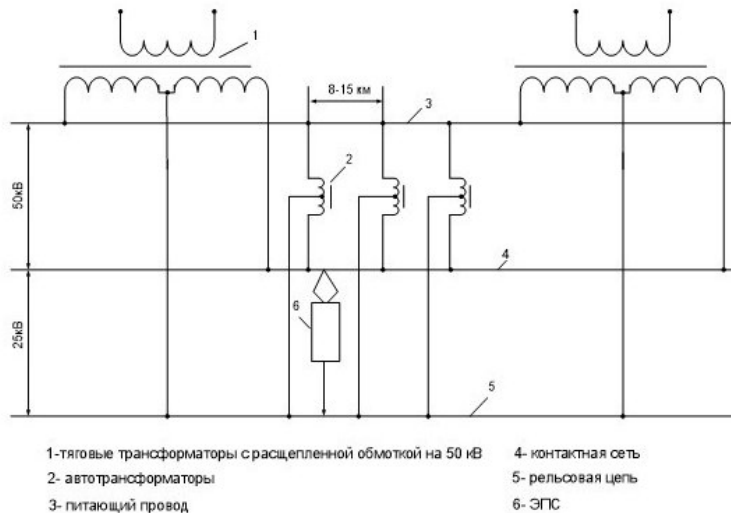 1
8-15 км
3
2
50кВ
4
6
25кВ
5
1-тяговые трансформаторы с расщепленной обмоткой на 50 кВ
4- контактная сеть
2- автотрансформаторы
5- рельсовая цепь
3- питающий провод
6- ЭПС